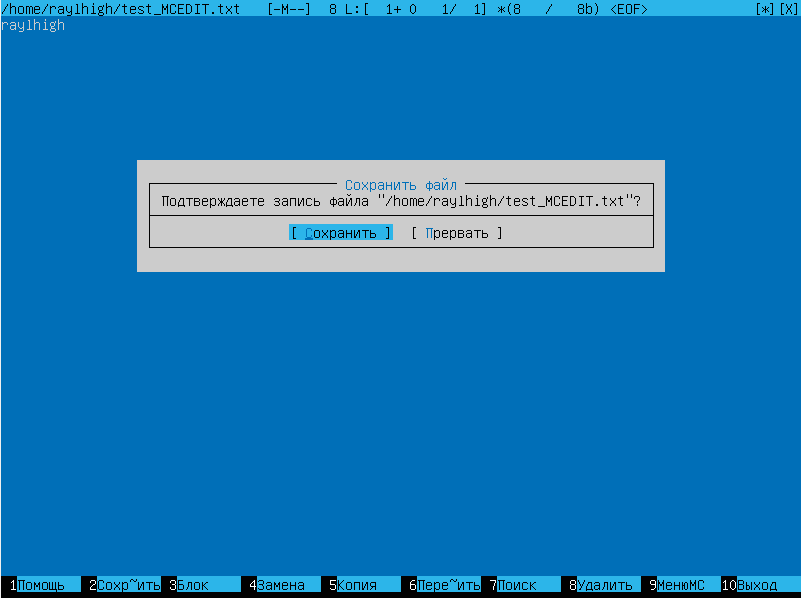 /home/raylhigh/test_MCEDIT.txt [-M--] 8 L:[ 1+ 0 1/ 1] *(8 / 8b) <EOF> [*][X]
raylhigh
Сохранить файл
Подтверждаете запись файла "/home/raylhigh/test_MCEDIT.txt"?
[ Сохранить ] [ Прервать ]
1Помощь 2Сохр~ить 3Блок 4Замена 5Копия 6Пере~ить 7Поиск 8Удалить 9МенюMC 10Выход